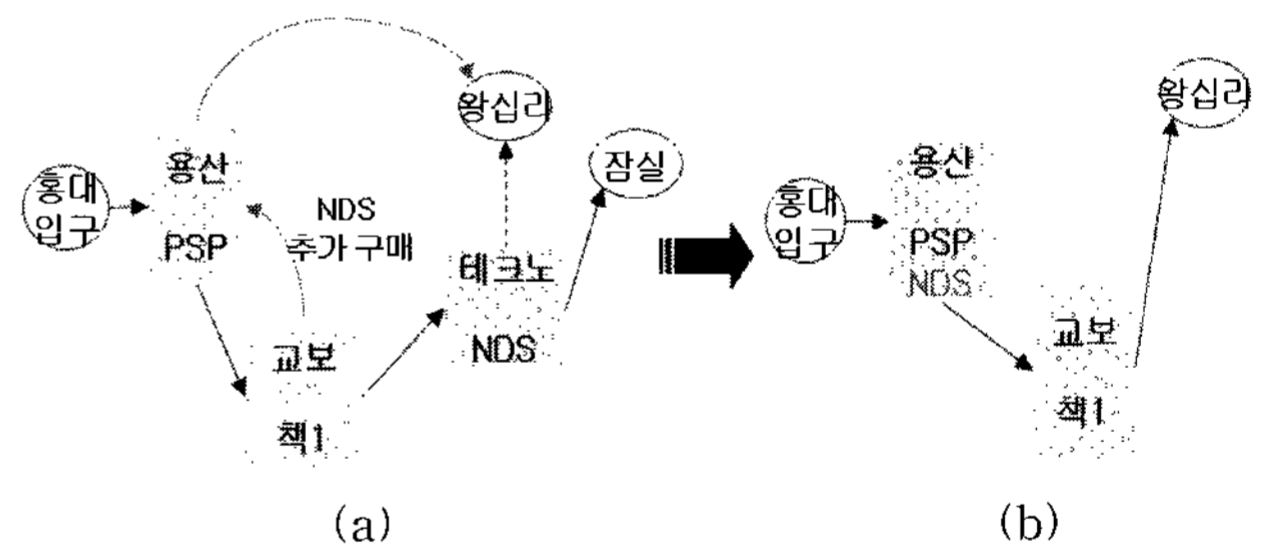 왕십리
용산
PSP
홍대
입구
NDS
추가 구매
잠실
테크노
NDS
교보
책1
(a)
왕십리
용산
PSP
NDS
홍대
입구
교보
책1
(b)